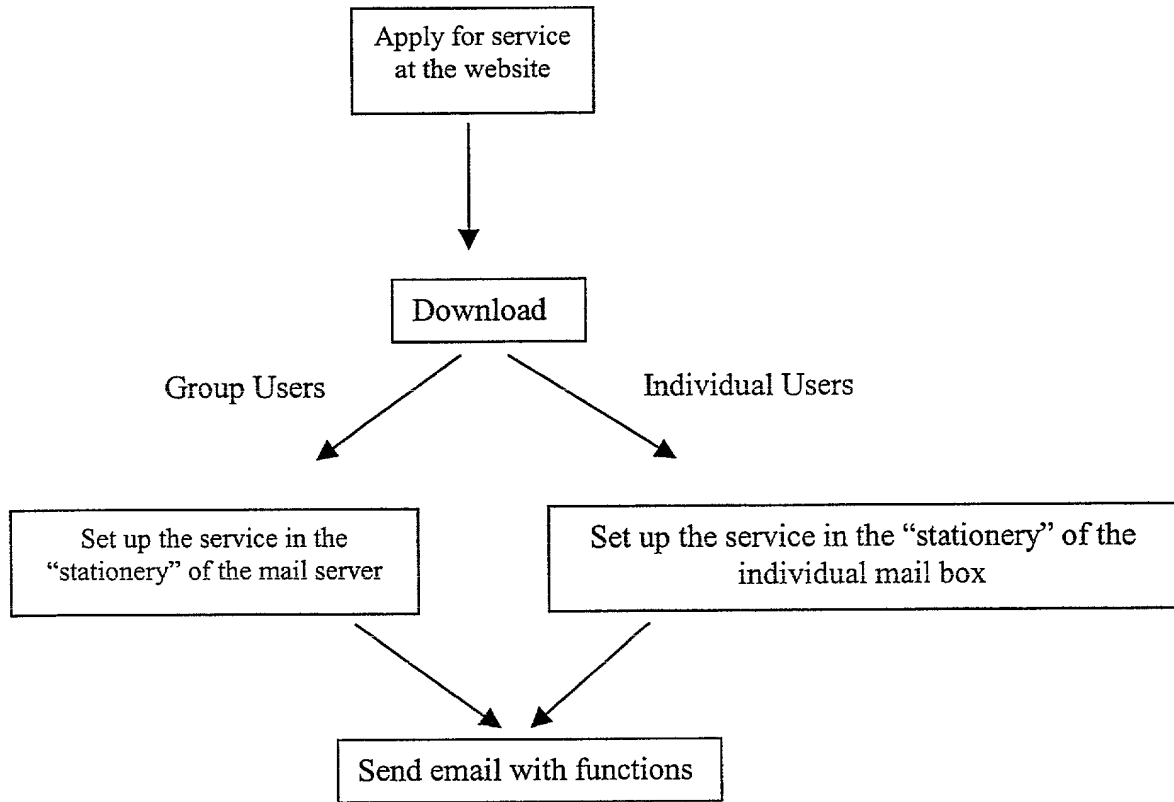 Apply for service
at the website
Download
Group Users
Individual Users
Set up the service in the
“stationery” of the mail server
Set up the service in the “stationery” of the
individual mail box
Send email with functions